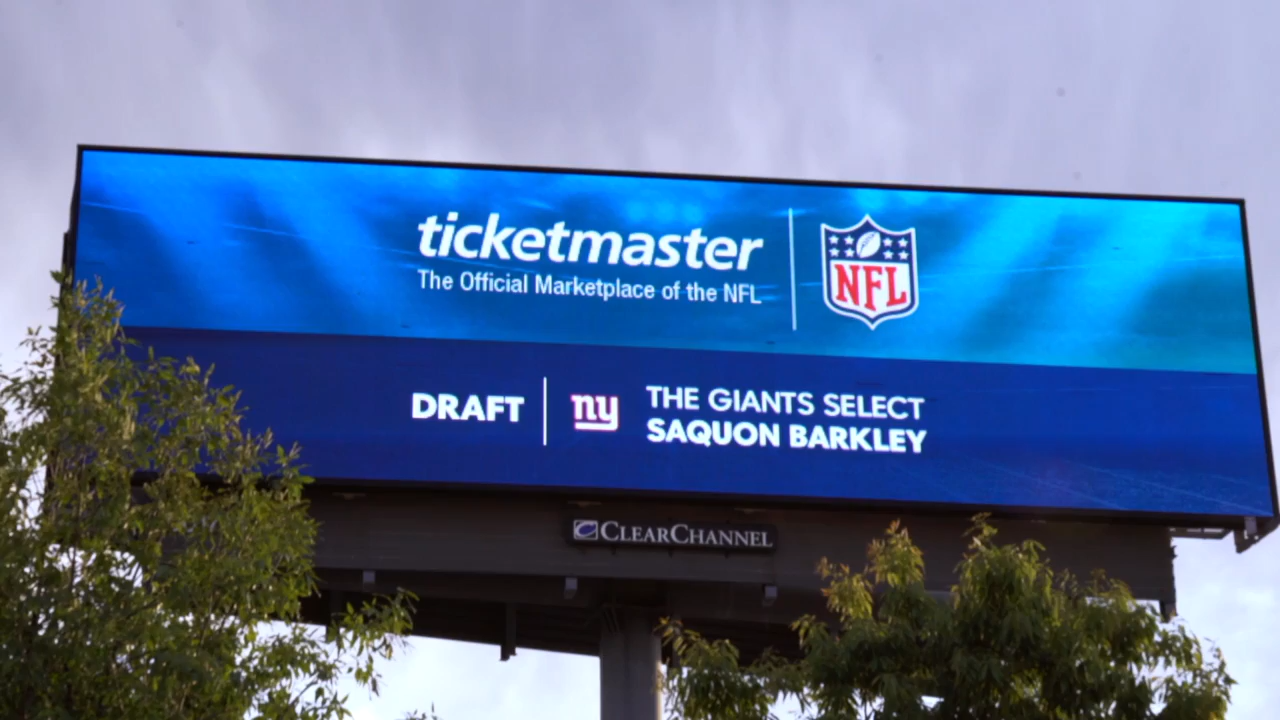 ticketmaster
The Official Marketplace of the NFL
NFL
DRAFT
ny
THE GIANTS SELECT
SAQUON BARKLEY
CLEARCHANNEL